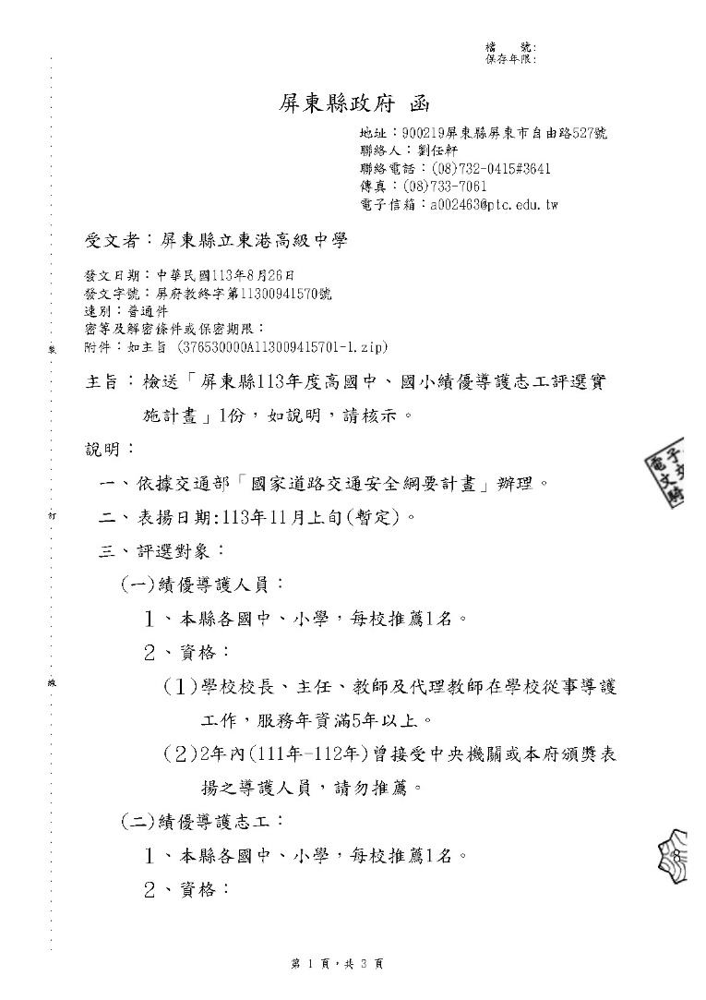 檔　　號:
保存年限:
屏東縣政府 函
地址：900219屏東縣屏東市自由路527號
聯絡人：劉任軒
聯絡電話：(08)732-0415#3641
傳真：(08)733-7061
電子信箱：a002463@ptc.edu.tw
受文者：屏東縣立東港高級中學
發文日期：中華民國113年8月26日
發文字號：屏府教終字第11300941570號
速別：普通件
密等及解密條件或保密期限：
附件：如主旨 (376530000A113009415701-1.zip)
主旨：檢送「屏東縣113年度高國中、國小績優導護志工評選實
施計畫」1份，如說明，請核示。
說明：
一、依據交通部「國家道路交通安全綱要計畫」辦理。
二、表揚日期:113年11月上旬(暫定)。
三、評選對象：
(一)績優導護人員：
１、本縣各國中、小學，每校推薦1名。
２、資格：
(１)學校校長、主任、教師及代理教師在學校從事導護
工作，服務年資滿5年以上。
(２)2年內(111年-112年)曾接受中央機關或本府頒獎表
揚之導護人員，請勿推薦。
(二)績優導護志工：
１、本縣各國中、小學，每校推薦1名。
２、資格：
裝
訂
線
電子
文
8
第 1 頁，共 3 頁